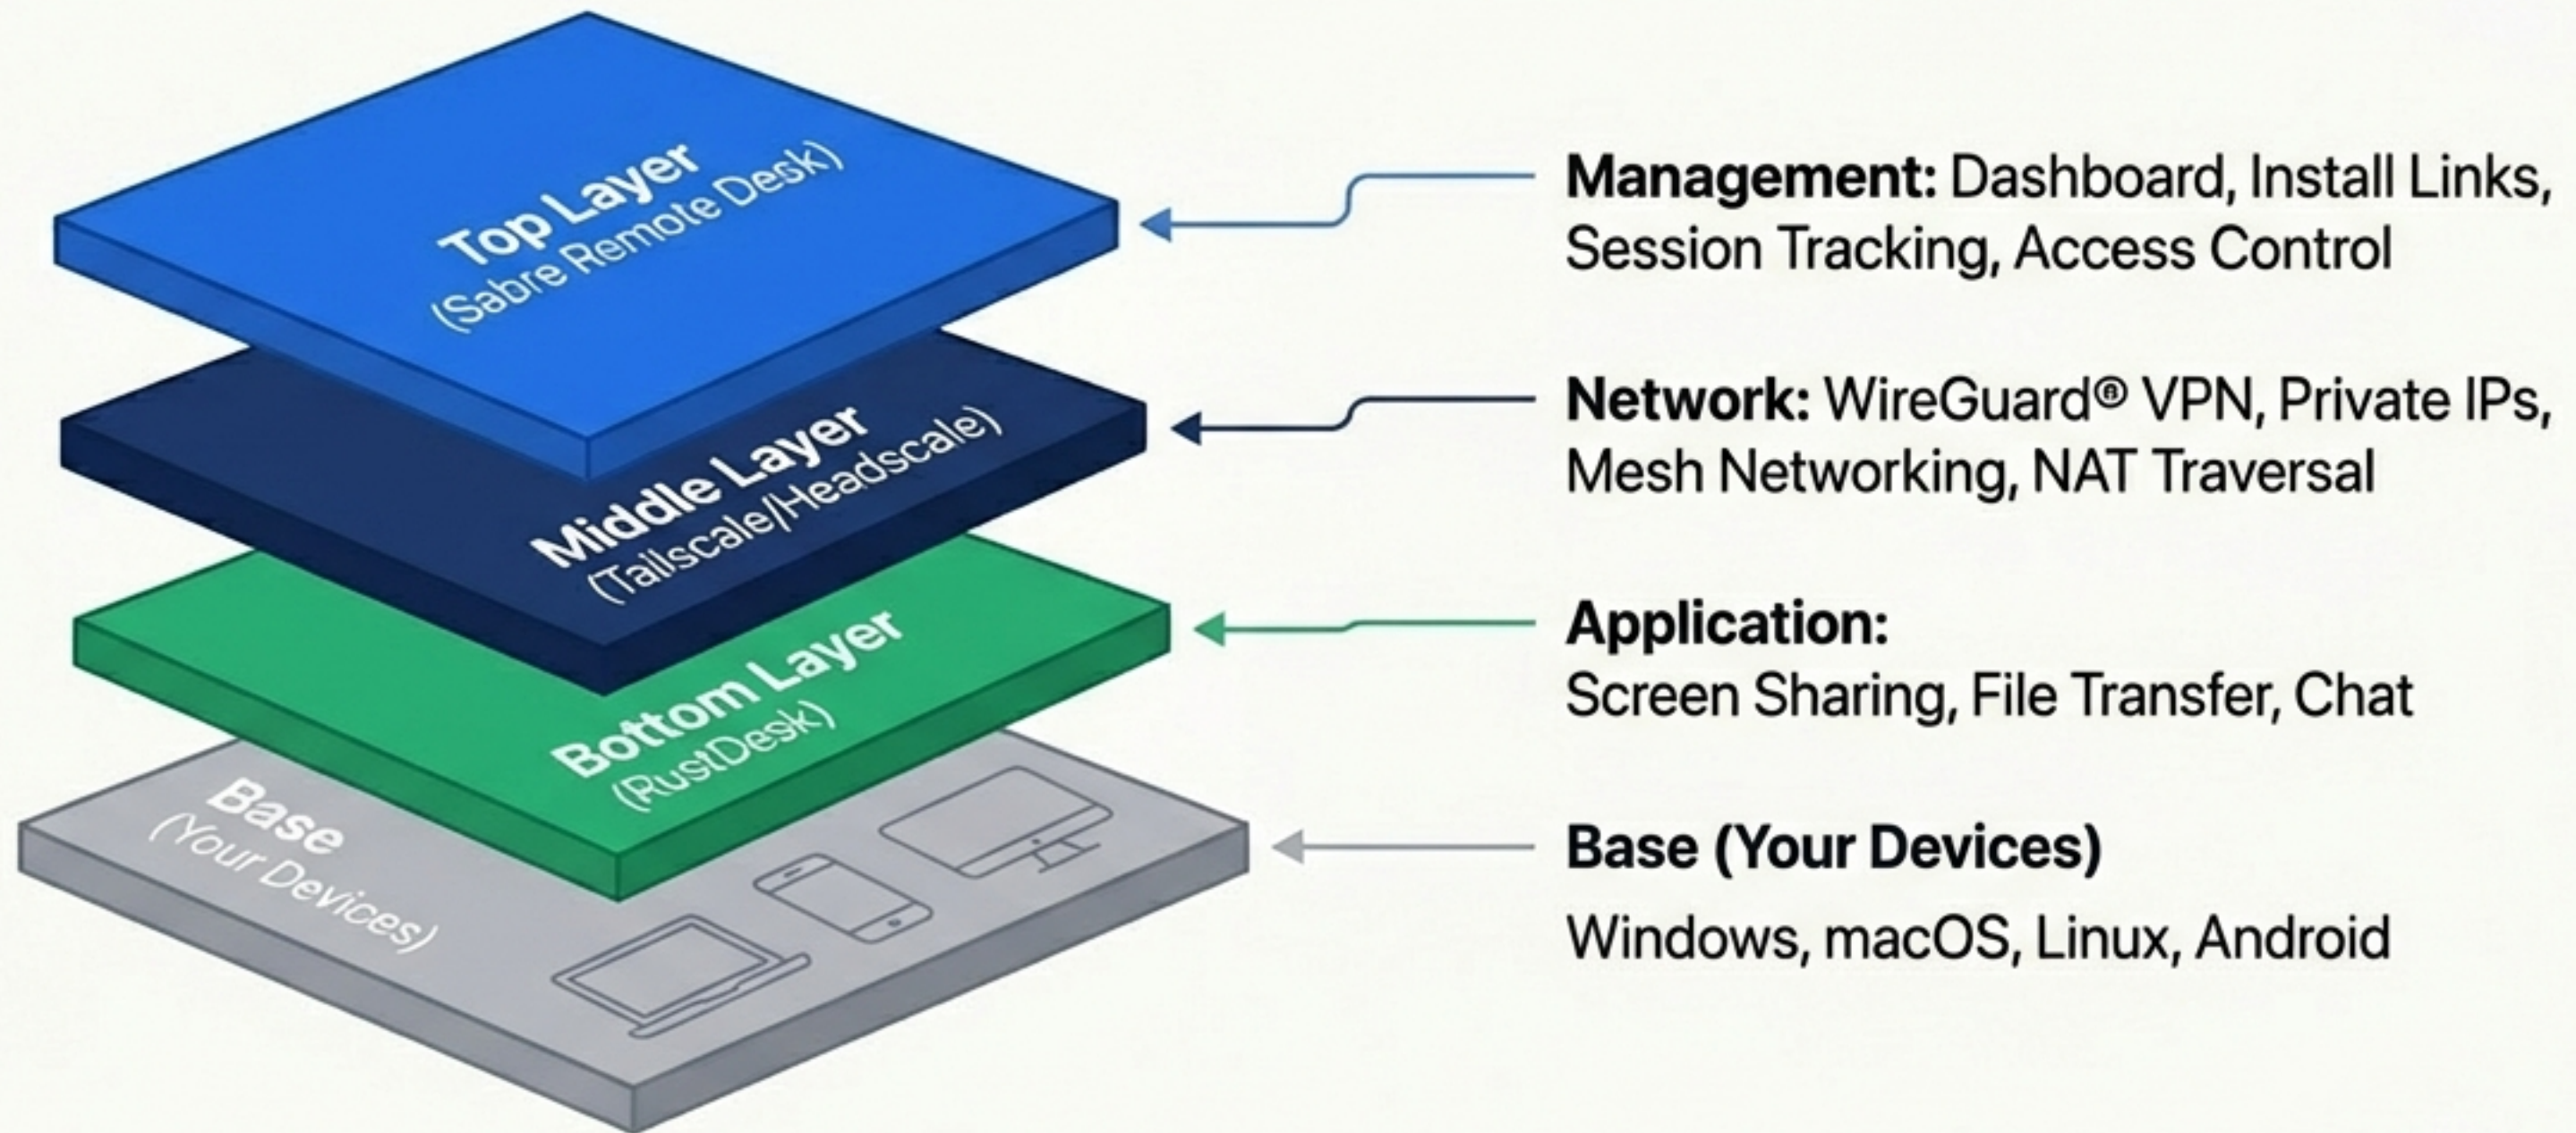 Top Layer
(Sabre Remote Desk)
Middle Layer
(Tailscale/Headscale)
Bottom Layer
(RustDesk)
Base
(Your Devices)
Management: Dashboard, Install Links,
Session Tracking, Access Control
Network: WireGuard® VPN, Private IPs,
Mesh Networking, NAT Traversal
Application:
Screen Sharing, File Transfer, Chat
Base (Your Devices)
Windows, macOS, Linux, Android